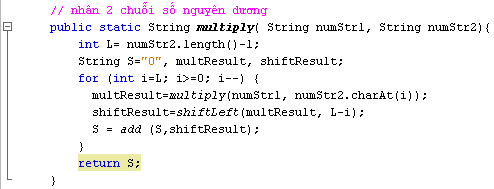 // nhân 2 chuỗi số nguyên dương
public static String multiply( String numStr1, String numStr2){
int L= numStr2.length()-1;
String S="0", multResult, shiftResult;
for (int i=L; i>=0; i--) {
multResult=multiply(numStr1, numStr2.charAt(i));
shiftResult=shiftLeft(multResult, L-i);
S = add (S,shiftResult);
}
return S;
}